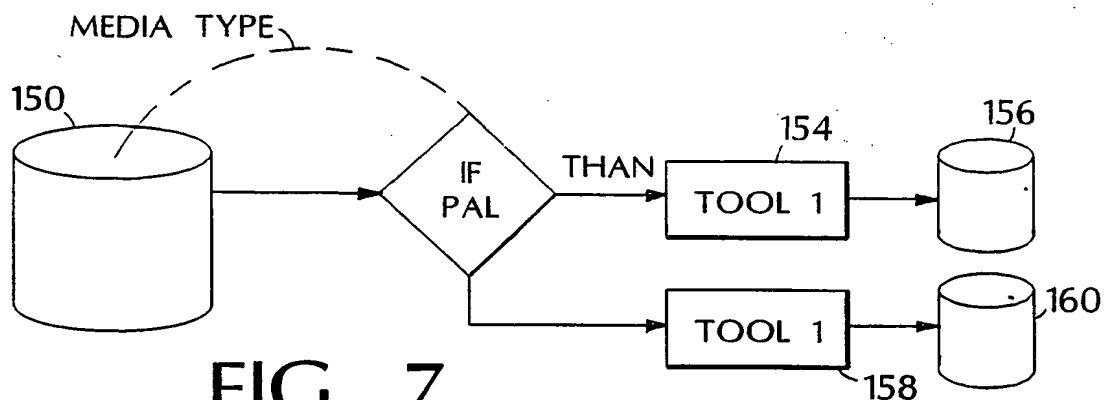 MEDIA TYPE
150
IF
PAL
THAN
154
TOOL 1
156
TOOL 1
158
160
FIG. 7